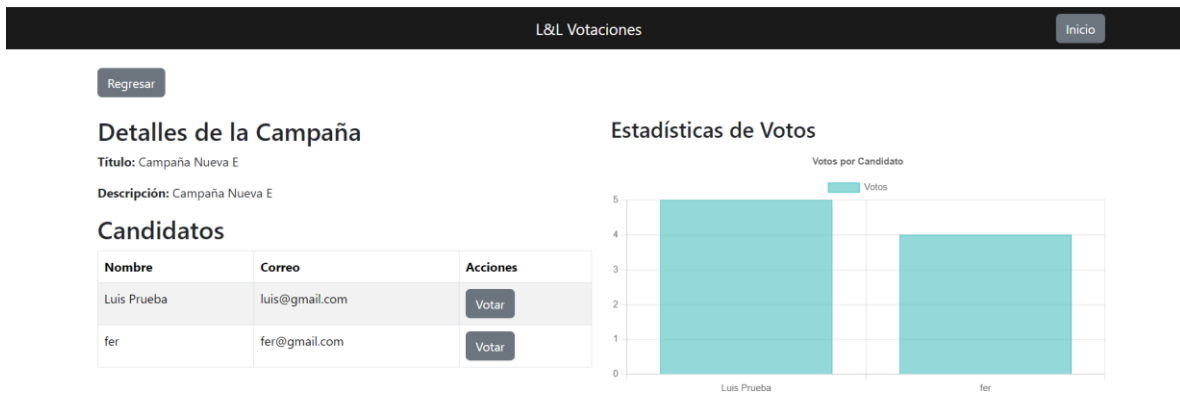 L&L Votaciones
Inicio
Regresar
Detalles de la Campaña
Título: Campaña Nueva E
Descripción: Campaña Nueva E
Candidatos
Nombre Correo Acciones
Luis Prueba luis@gmail.com Votar
fer fer@gmail.com Votar
Estadísticas de Votos
Votos por Candidato
Votos
5
4
3
2
1
0
Luis Prueba fer